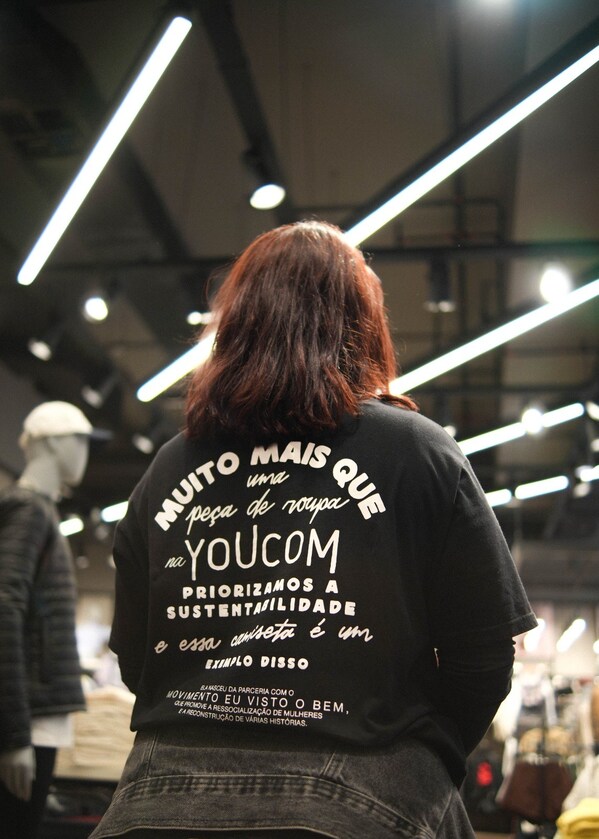 MUITO MAIS QUE
uma
peça de roupa
na YOUCOM
PRIORIZAMOS A
SUSTENTABILIDADE
e essa camiseta é um
EXEMPLO DISSO
ELA NASCEU DA PARCERIA COM O
MOVIMENTO EU VISTO O BEM,
QUE PROMOVE A RESSOCIALIZAÇÃO DE MULHERES
E A RECONSTRUÇÃO DE VÁRIAS HISTÓRIAS.